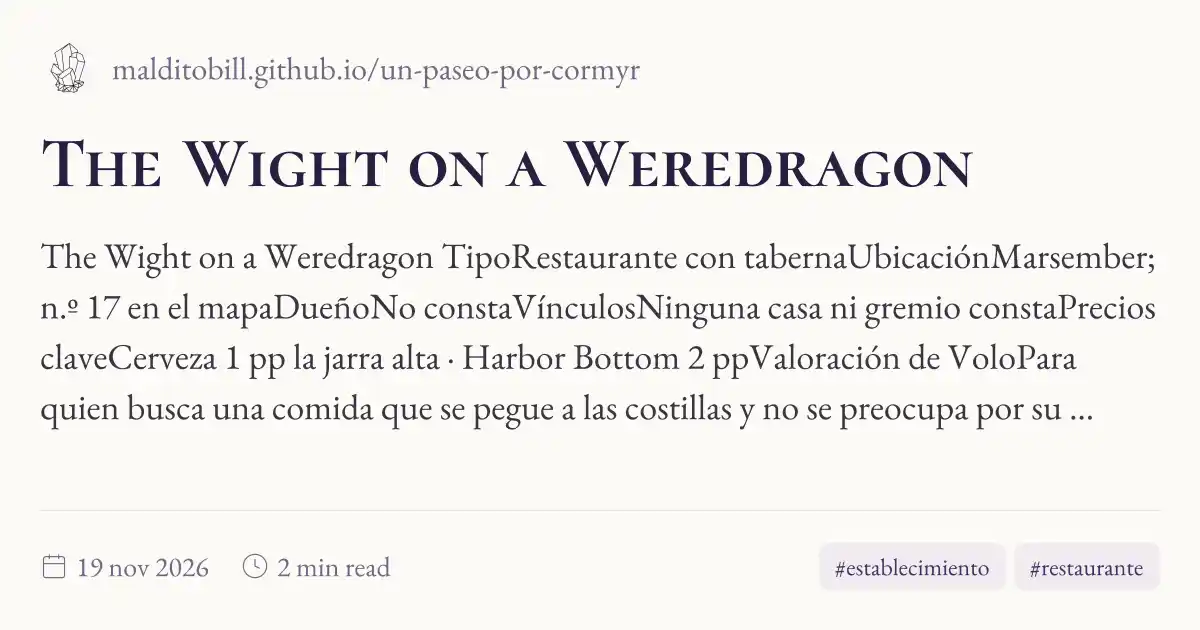 malditobill.github.io/un-paseo-por-cormyr
The Wight on a Weredragon
The Wight on a Weredragon TipoRestaurante con tabernaUbicaciónMarsember;
n.º 17 en el mapaDueñoNo constaVínculosNinguna casa ni gremio constaPrecios
claveCerveza 1 pp la jarra alta · Harbor Bottom 2 ppValoración de VoloPara
quien busca una comida que se pegue a las costillas y no se preocupa por su ...
19 nov 2026
2 min read
#establecimiento
#restaurante